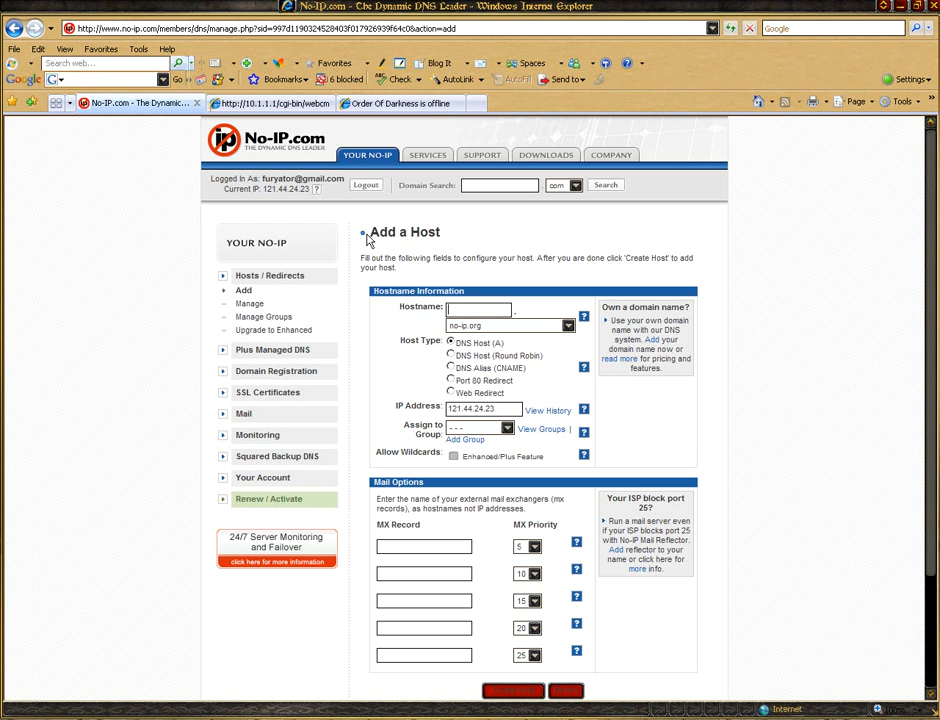 No-IP.com - The Dynamic DNS Leader - Windows Internet Explorer
http://www.no-ip.com/members/dns/manage.php?sid=997d1190324528403f017926939f64c08action=add
Google
File Edit View Favorites Tools Help
Search web... Favorites Blog It Spaces
Google G Go Bookmarks 6 blocked Check AutoLink AutoFill Send to Settings
No-IP.com - The Dynamic... http://10.1.1.1/cgi-bin/webcm Order Of Darkness is offline Page Tools
ip No-IP.com
THE DYNAMIC DNS LEADER
YOUR NO-IP SERVICES SUPPORT DOWNLOADS COMPANY
Logged In As: furyator@gmail.com
Current IP: 121.44.24.23 ? Logout Domain Search: . com Search
YOUR NO-IP
Hosts / Redirects
Add
Manage
Manage Groups
Upgrade to Enhanced
Plus Managed DNS
Domain Registration
SSL Certificates
Mail
Monitoring
Squared Backup DNS
Your Account
Renew / Activate
24/7 Server Monitoring
and Failover
click here for more information
Add a Host
Fill out the following fields to configure your host. After you are done click 'Create Host' to add
your host.
Hostname Information
Hostname: . ?
no-ip.org
Host Type: DNS Host (A)
DNS Host (Round Robin)
DNS Alias (CNAME) ?
Port 80 Redirect
Web Redirect
IP Address: 121.44.24.23 View History ?
Assign to
Group: - - - View Groups | ?
Add Group
Allow Wildcards: Enhanced/Plus Feature ?
Own a domain name?
Use your own domain
name with our DNS
system. Add your
domain name now or
read more for pricing and
features.
Mail Options
Enter the name of your external mail exchangers (mx
records), as hostnames not IP addresses.
MX Record MX Priority
5 ?
10 ?
15 ?
20 ?
25 ?
Your ISP block port
25?
Run a mail server even
if your ISP blocks port 25
with No-IP Mail Reflector.
Add reflector to your
name or click here for
more info.
Internet